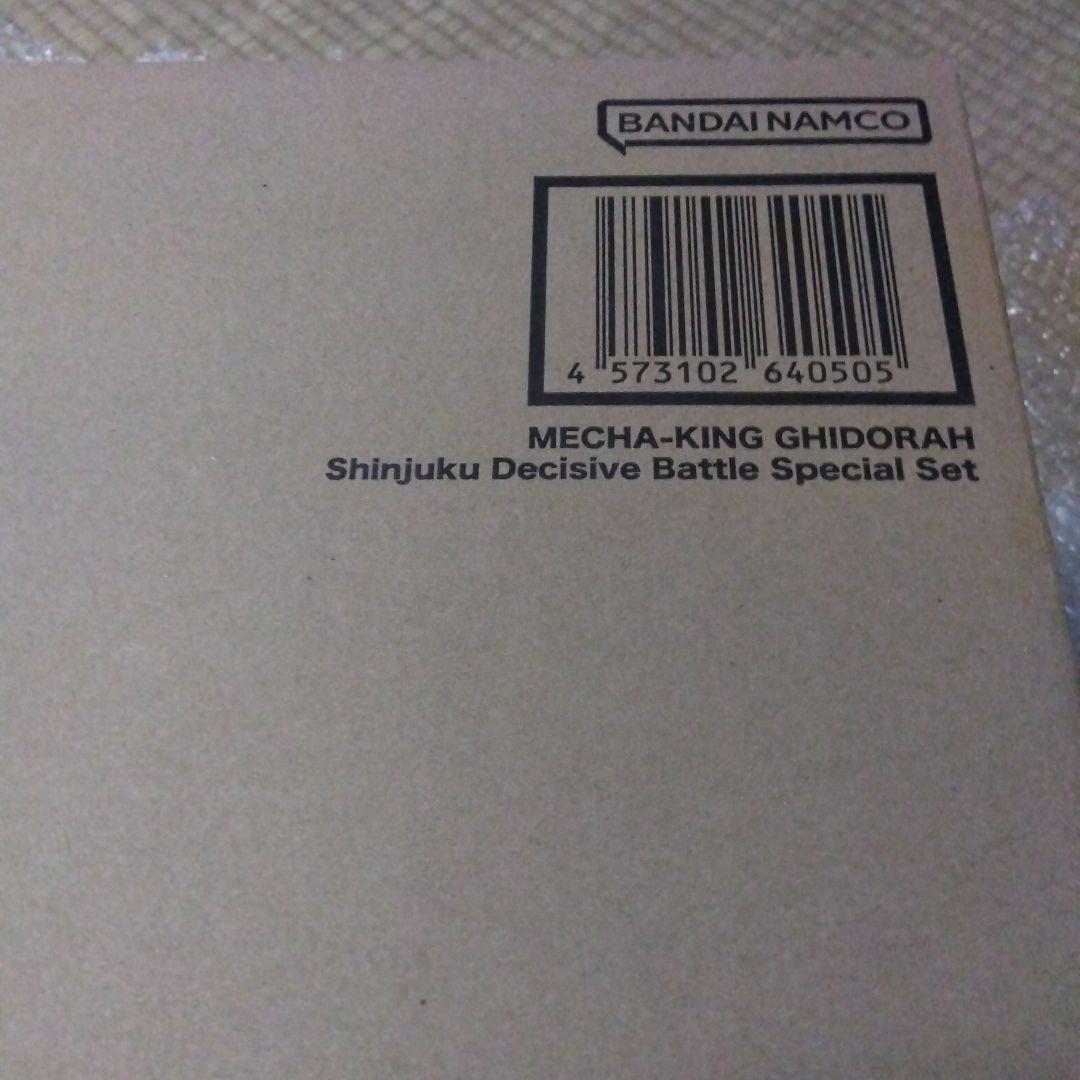 BANDAI NAMCO
4 573102 640505
MECHA-KING GHIDORAH
Shinjuku Decisive Battle Special Set